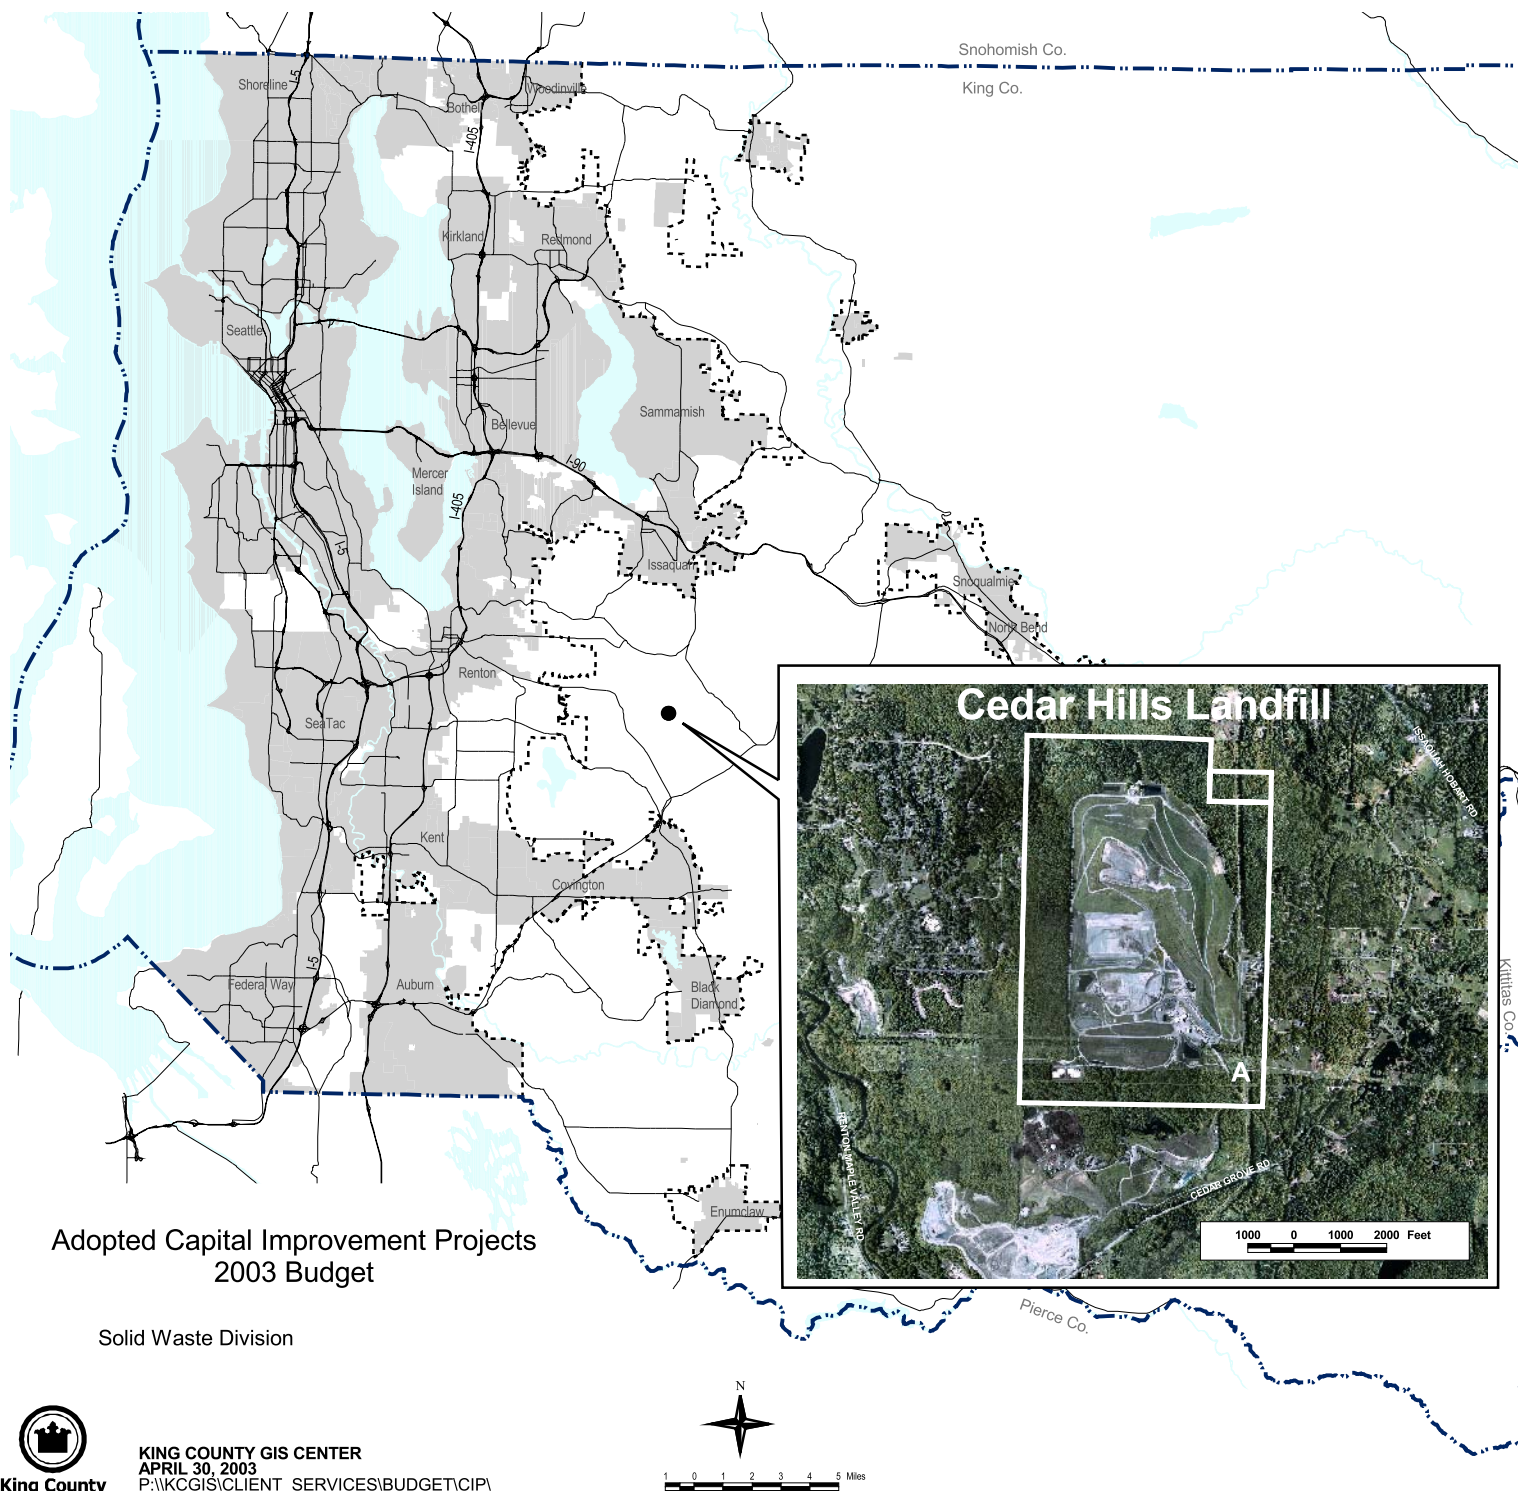 Snohomish Co.
King Co.
Shoreline
I-5
Bothell
Woodinville
I-405
Kirkland
Redmond
Seattle
Sammamish
Bellevue
I-90
Mercer
Island
I-405
I-5
Issaquah
Snoqualmie
North Bend
Renton
SeaTac
Kent
Covington
I-5
Federal Way
Auburn
Black
Diamond
Enumclaw
Cedar Hills Landfill
ISSAQUAH HOBART RD
A
RENTON MAPLE VALLEY RD
CEDAR GROVE RD
1000 0 1000 2000 Feet
Kittitas Co.
Pierce Co.
Adopted Capital Improvement Projects
2003 Budget
Solid Waste Division
N
King County
KING COUNTY GIS CENTER
APRIL 30, 2003
P:\\KCGIS\CLIENT_SERVICES\BUDGET\CIP\
1 0 1 2 3 4 5 Miles